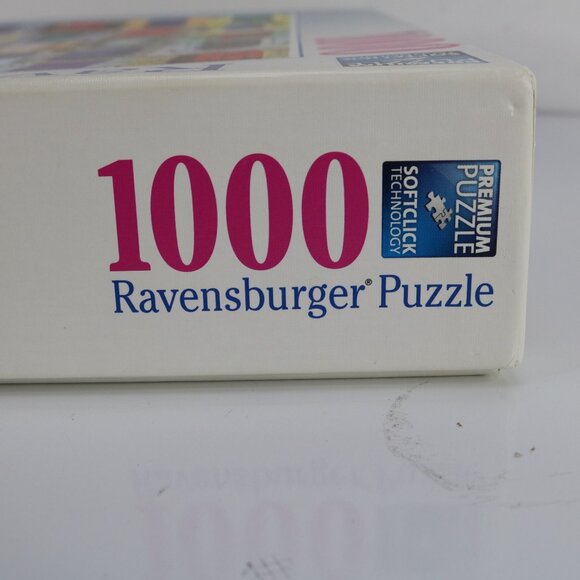 1000
Ravensburger® Puzzle
PREMIUM
PUZZLE
SOFTCLICK
TECHNOLOGY